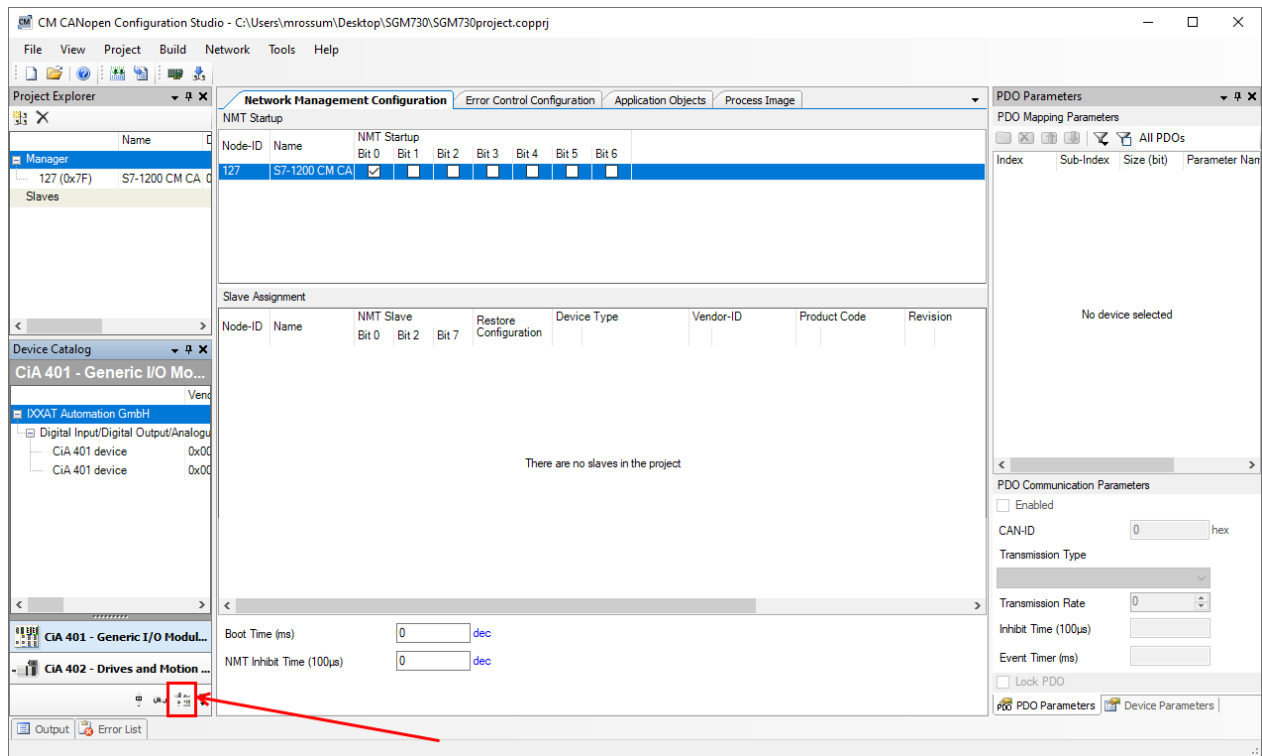 CM CANopen Configuration Studio - C:\Users\mrossum\Desktop\SGM730\SGM730project.copprj
File View Project Build Network Tools Help
Project Explorer
Name D
Manager
127 (0x7F) S7-1200 CM CA 0
Slaves
Device Catalog
CiA 401 - Generic I/O Mo...
Vend
IXXAT Automation GmbH
Digital Input/Digital Output/Analogu
CiA 401 device 0x00
CiA 401 device 0x00
CiA 401 - Generic I/O Modul...
CiA 402 - Drives and Motion ...
Network Management Configuration Error Control Configuration Application Objects Process Image
NMT Startup
Node-ID Name NMT Startup
Bit 0 Bit 1 Bit 2 Bit 3 Bit 4 Bit 5 Bit 6
127 S7-1200 CM CA
Slave Assignment
Node-ID Name NMT Slave Restore Configuration Device Type Vendor-ID Product Code Revision
Bit 0 Bit 2 Bit 7
There are no slaves in the project
Boot Time (ms) 0 dec
NMT Inhibit Time (100µs) 0 dec
PDO Parameters
PDO Mapping Parameters
All PDOs
Index Sub-Index Size (bit) Parameter Nan
No device selected
PDO Communication Parameters
Enabled
CAN-ID 0 hex
Transmission Type
Transmission Rate 0
Inhibit Time (100µs)
Event Timer (ms)
Lock PDO
PDO PDO Parameters Device Parameters
Output Error List